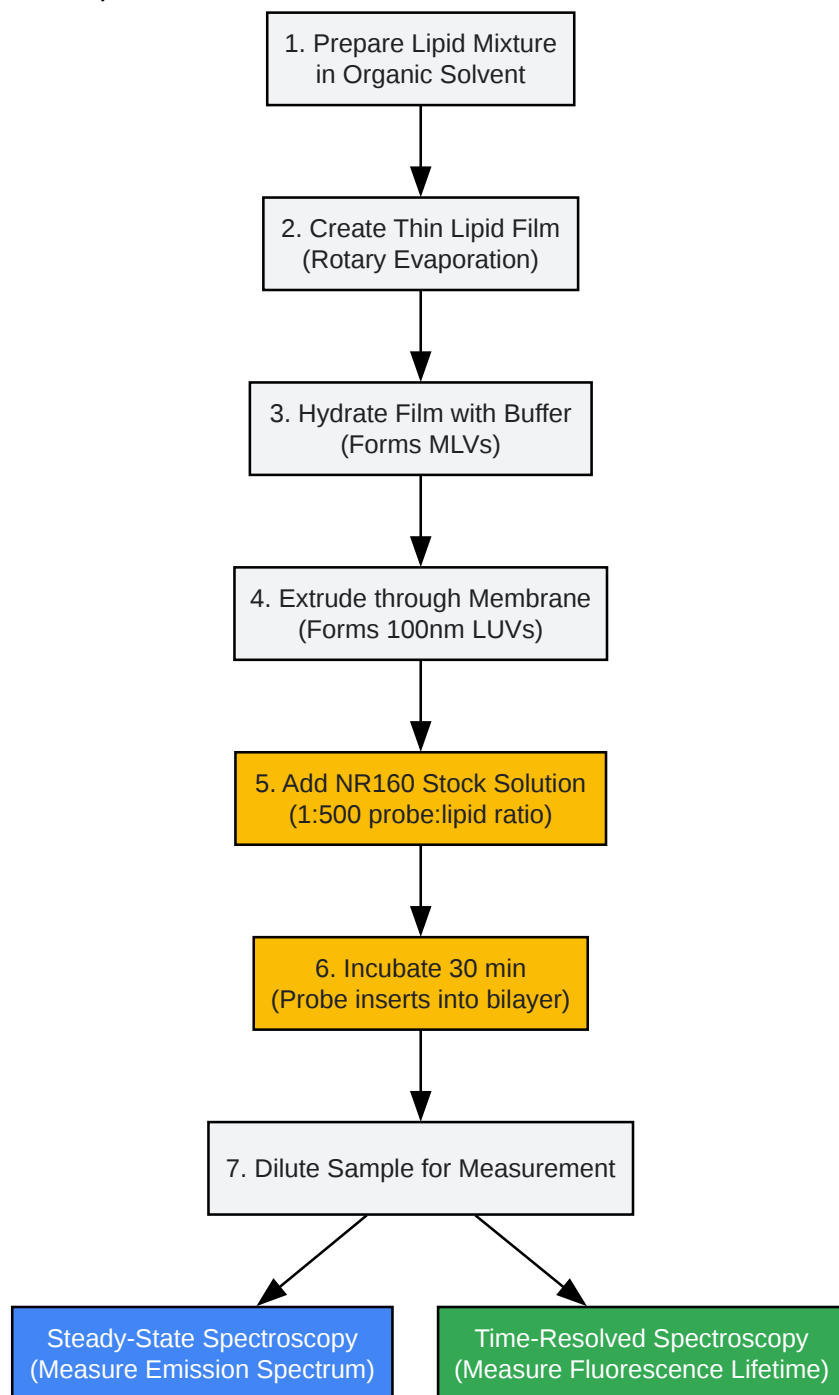 1. Prepare Lipid Mixture
in Organic Solvent
2. Create Thin Lipid Film
(Rotary Evaporation)
3. Hydrate Film with Buffer
(Forms MLVs)
4. Extrude through Membrane
(Forms 100nm LUVs)
5. Add NR160 Stock Solution
(1:500 probe:lipid ratio)
6. Incubate 30 min
(Probe inserts into bilayer)
7. Dilute Sample for Measurement
Steady-State Spectroscopy
(Measure Emission Spectrum)
Time-Resolved Spectroscopy
(Measure Fluorescence Lifetime)